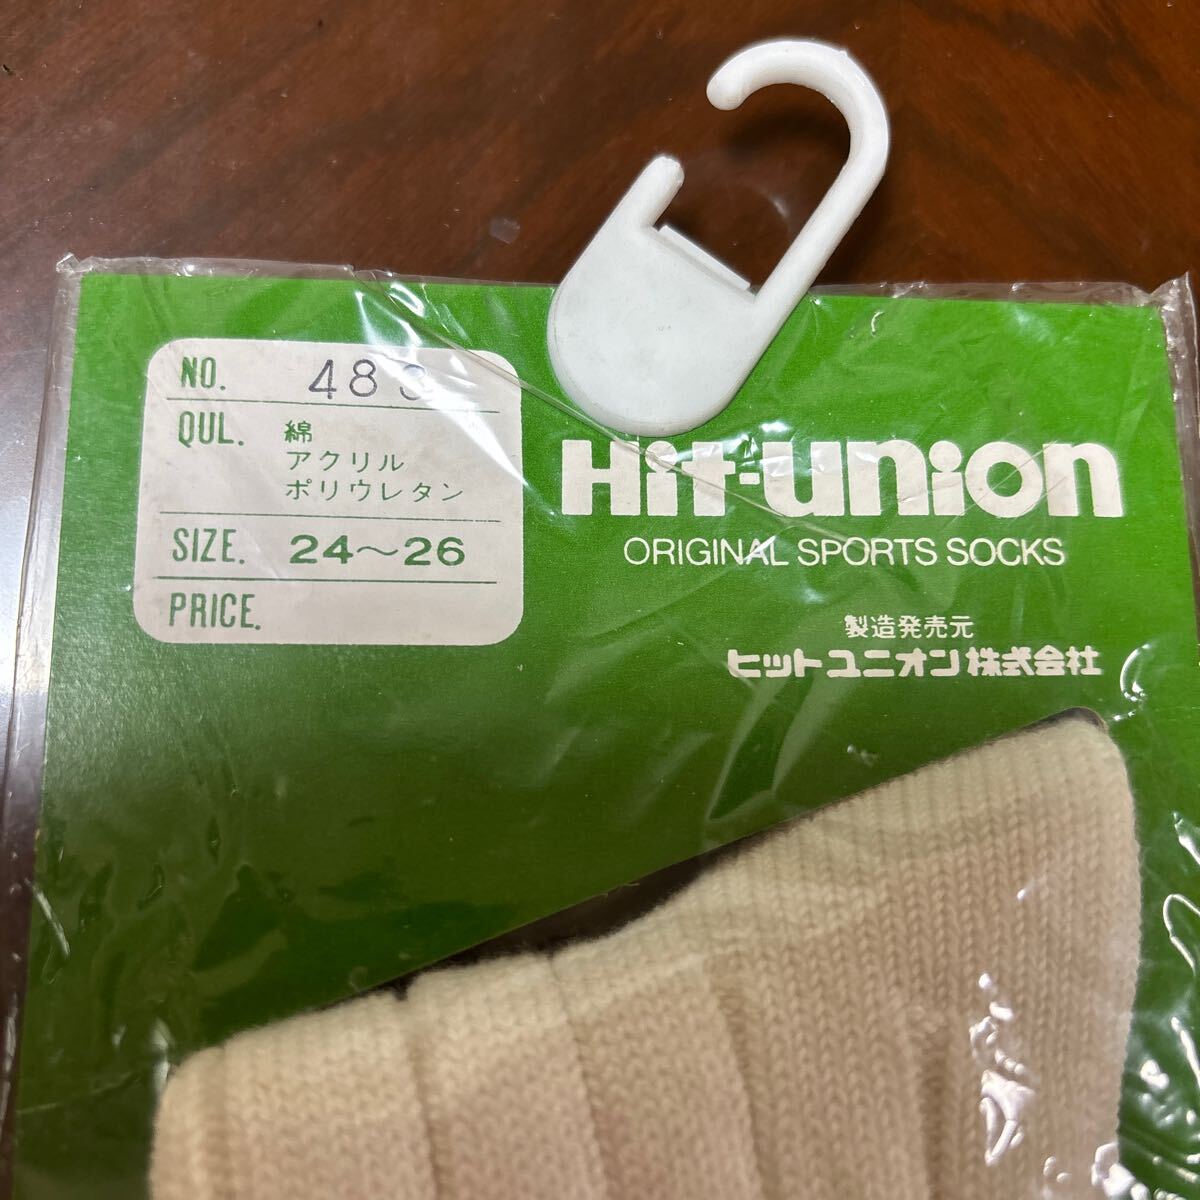 NO. 483
QUL. 綿
アクリル
ポリウレタン
SIZE. 24〜26
PRICE.
Hit-union
ORIGINAL SPORTS SOCKS
製造発売元
ヒットユニオン株式会社